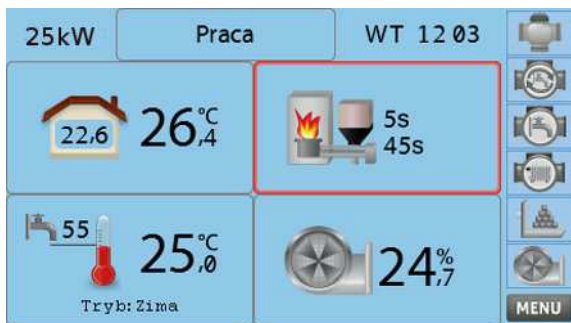 25kW Praca WT 12 03
22,6 26,4 °C
5s
45s
55 25,0 °C
Tryb: Zima
24,7 %
MENU